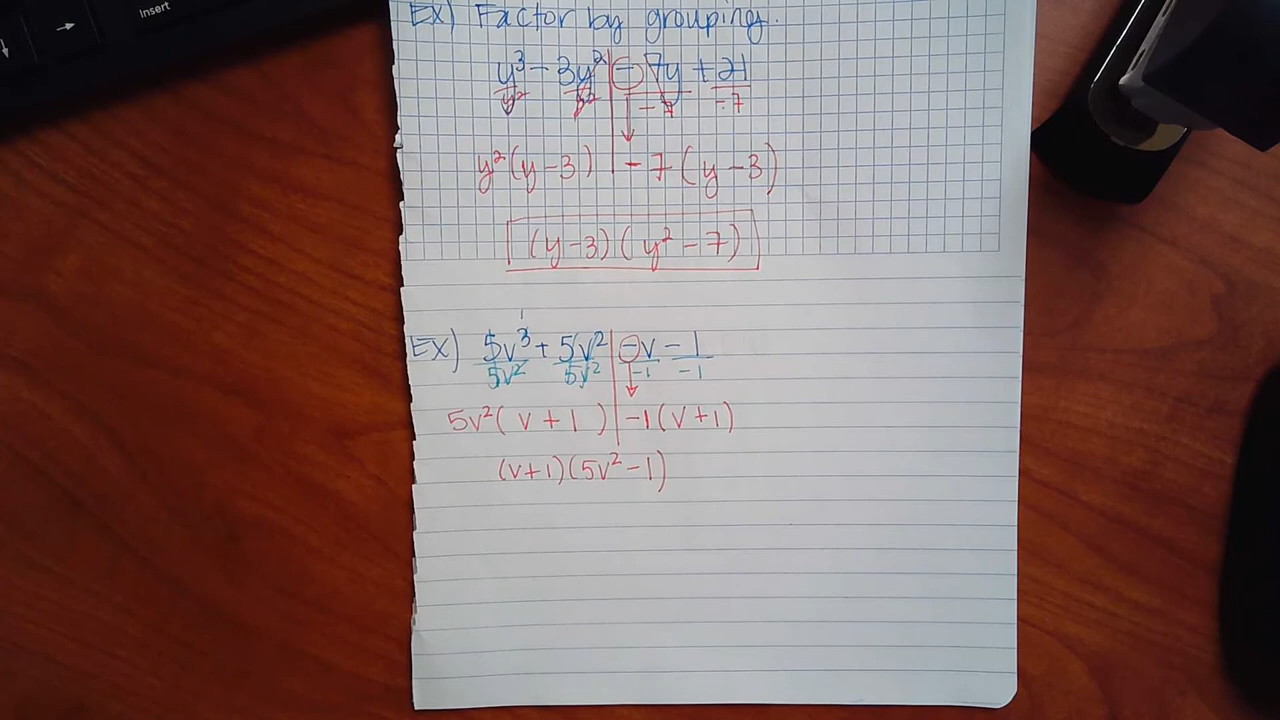 Insert
EX) Factor by grouping.
y³ - 3y² | - 7y + 21
y² y² -7 -7
y²(y-3) | -7(y-3)
(y-3)(y²-7)
EX) 5v³ + 5v² | -v - 1
5v² 5v² -1 -1
5v²(v+1) | -1(v+1)
(v+1)(5v²-1)